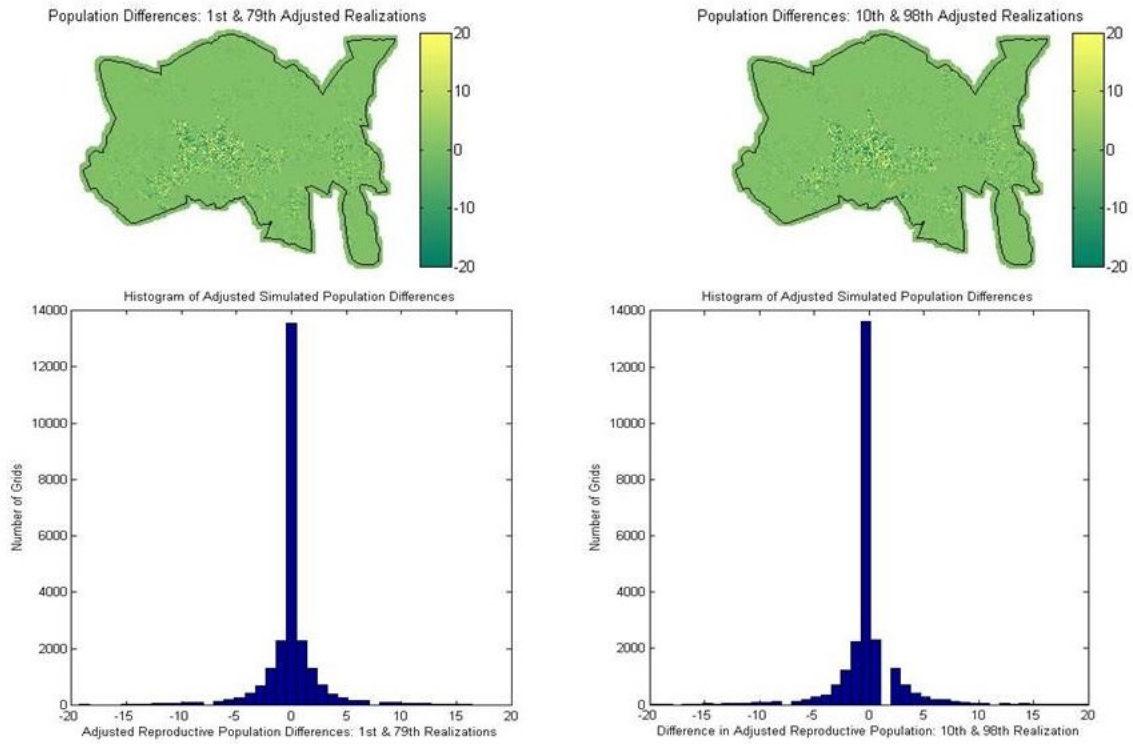 Population Differences: 1st & 79th Adjusted Realizations
20
10
0
-10
-20
Population Differences: 10th & 98th Adjusted Realizations
20
10
0
-10
-20
Histogram of Adjusted Simulated Population Differences
14000
12000
10000
8000
6000
4000
2000
0
Number of Grids
-20 -15 -10 -5 0 5 10 15 20
Adjusted Reproductive Population Differences: 1st & 79th Realizations
Histogram of Adjusted Simulated Population Differences
14000
12000
10000
8000
6000
4000
2000
0
Number of Grids
-20 -15 -10 -5 0 5 10 15 20
Difference in Adjusted Reproductive Population: 10th & 98th Realization